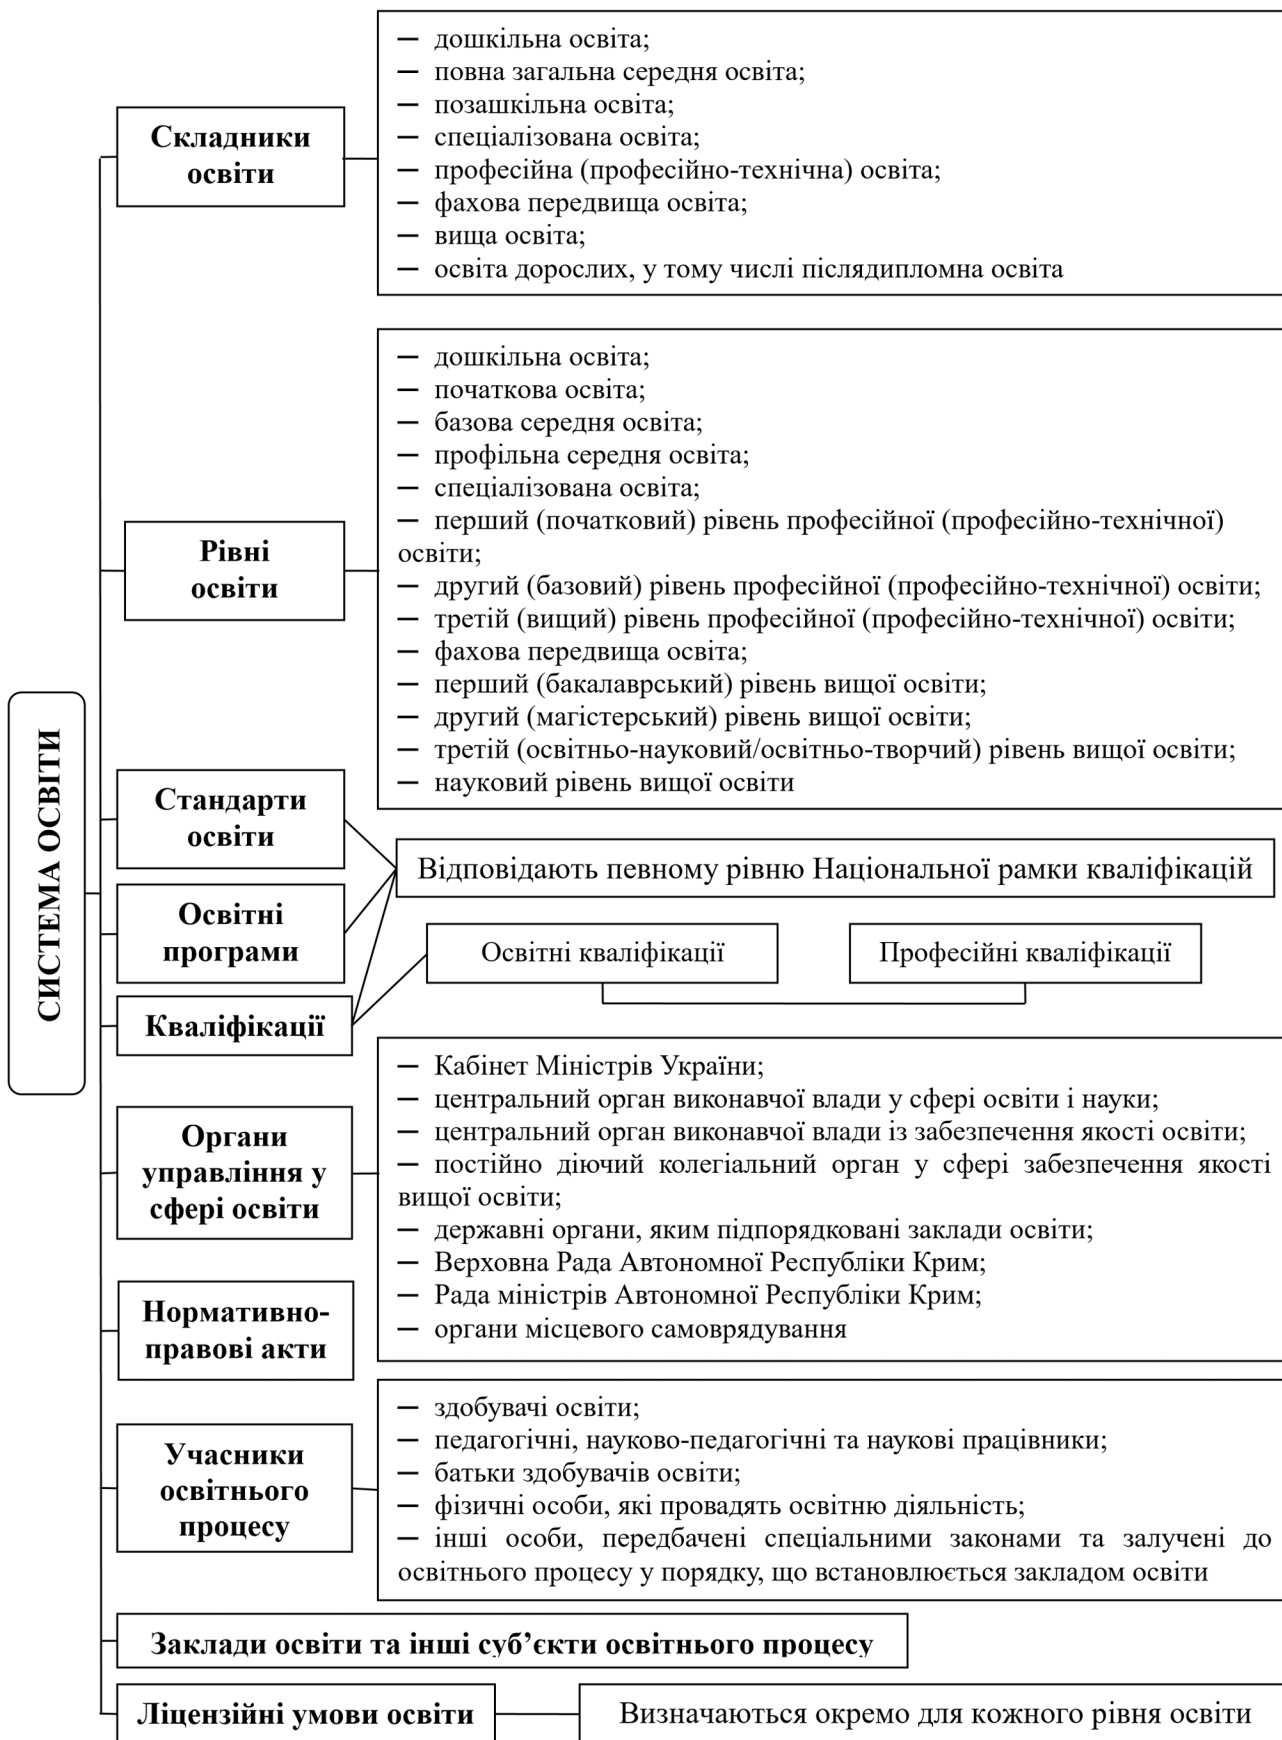 СИСТЕМА ОСВІТИ
Складники
освіти
— дошкільна освіта;
— повна загальна середня освіта;
— позашкільна освіта;
— спеціалізована освіта;
— професійна (професійно-технічна) освіта;
— фахова передвища освіта;
— вища освіта;
— освіта дорослих, у тому числі післядипломна освіта
Рівні
освіти
— дошкільна освіта;
— початкова освіта;
— базова середня освіта;
— профільна середня освіта;
— спеціалізована освіта;
— перший (початковий) рівень професійної (професійно-технічної)
освіти;
— другий (базовий) рівень професійної (професійно-технічної) освіти;
— третій (вищий) рівень професійної (професійно-технічної) освіти;
— фахова передвища освіта;
— перший (бакалаврський) рівень вищої освіти;
— другий (магістерський) рівень вищої освіти;
— третій (освітньо-науковий/освітньо-творчий) рівень вищої освіти;
— науковий рівень вищої освіти
Стандарти
освіти
Відповідають певному рівню Національної рамки кваліфікацій
Освітні
програми
Освітні кваліфікації
Професійні кваліфікації
Кваліфікації
Органи
управління у
сфері освіти
— Кабінет Міністрів України;
— центральний орган виконавчої влади у сфері освіти і науки;
— центральний орган виконавчої влади із забезпечення якості освіти;
— постійно діючий колегіальний орган у сфері забезпечення якості
вищої освіти;
— державні органи, яким підпорядковані заклади освіти;
— Верховна Рада Автономної Республіки Крим;
— Рада міністрів Автономної Республіки Крим;
— органи місцевого самоврядування
Нормативно-
правові акти
Учасники
освітнього
процесу
— здобувачі освіти;
— педагогічні, науково-педагогічні та наукові працівники;
— батьки здобувачів освіти;
— фізичні особи, які провадять освітню діяльність;
— інші особи, передбачені спеціальними законами та залучені до
освітнього процесу у порядку, що встановлюється закладом освіти
Заклади освіти та інші суб’єкти освітнього процесу
Ліцензійні умови освіти
Визначаються окремо для кожного рівня освіти